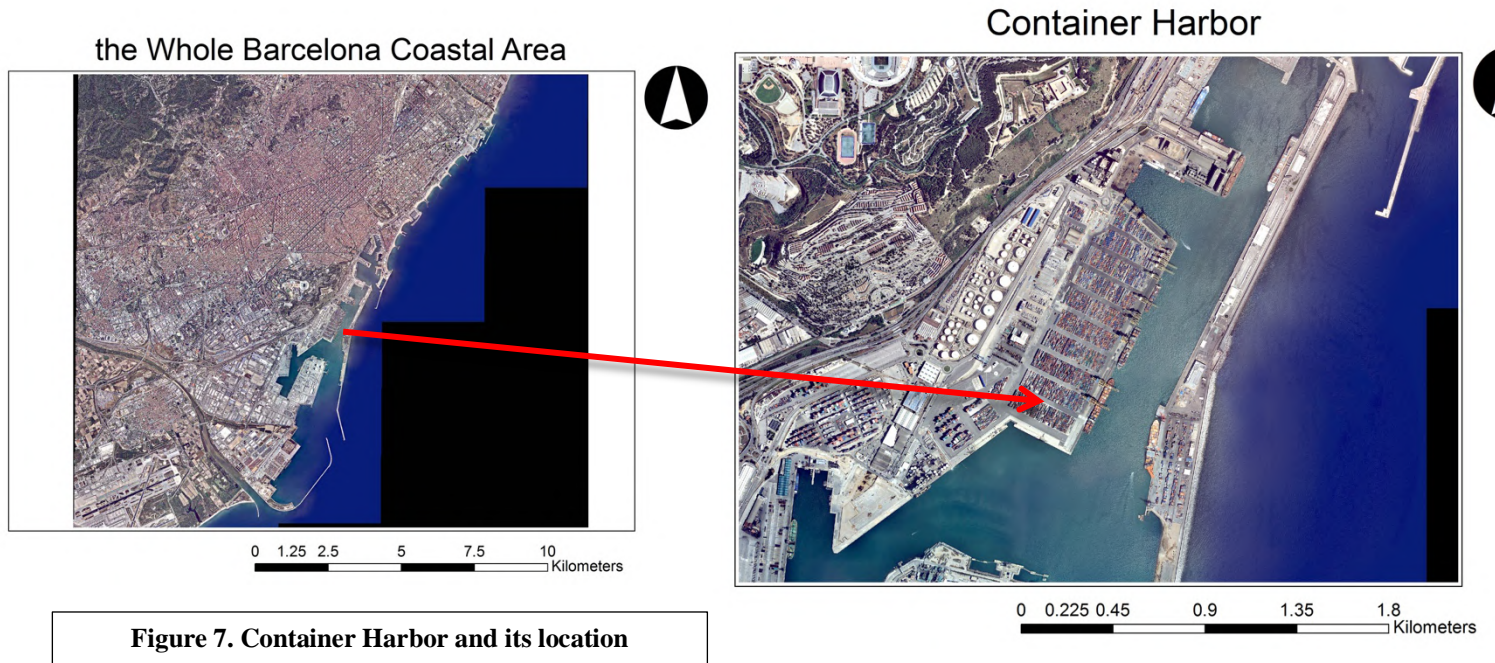 the Whole Barcelona Coastal Area
Container Harbor
0 1.25 2.5 5 7.5 10
Kilometers
0 0.225 0.45 0.9 1.35 1.8
Kilometers
Figure 7. Container Harbor and its location